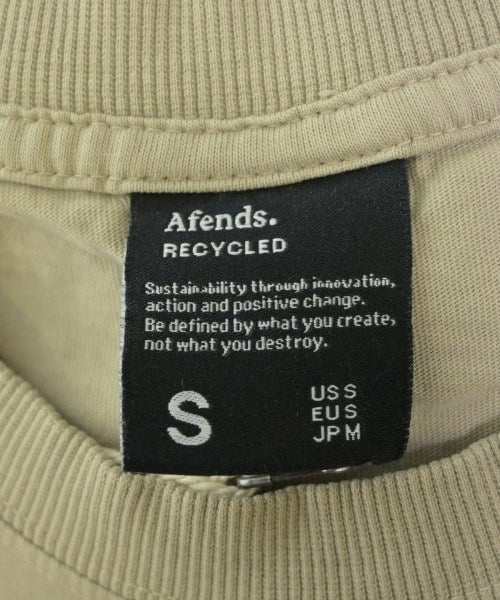 Afends.
RECYCLED
Sustainability through innovation,
action and positive change.
Be defined by what you create,
not what you destroy.
S
US S
EU S
JP M